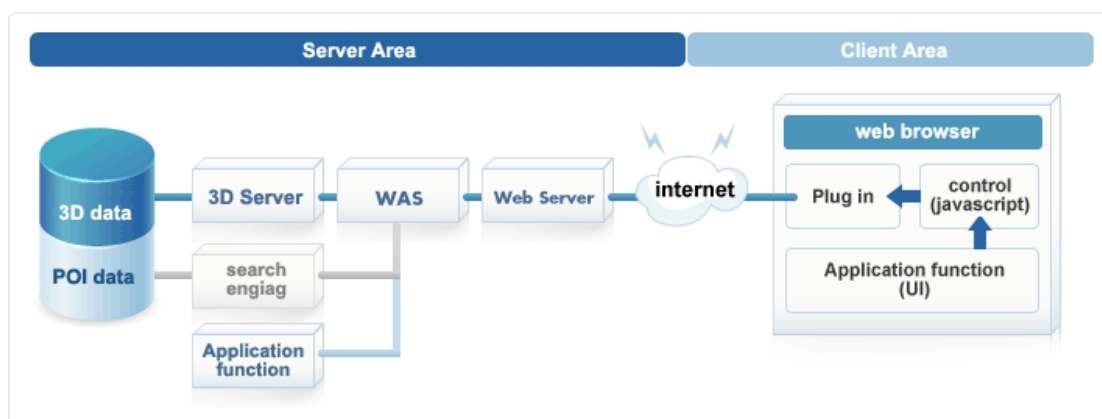 Server Area
Client Area
web browser
3D data
POI data
3D Server
WAS
Web Server
internet
Plug in
control
(javascript)
search
engiag
Application
function
Application function
(UI)